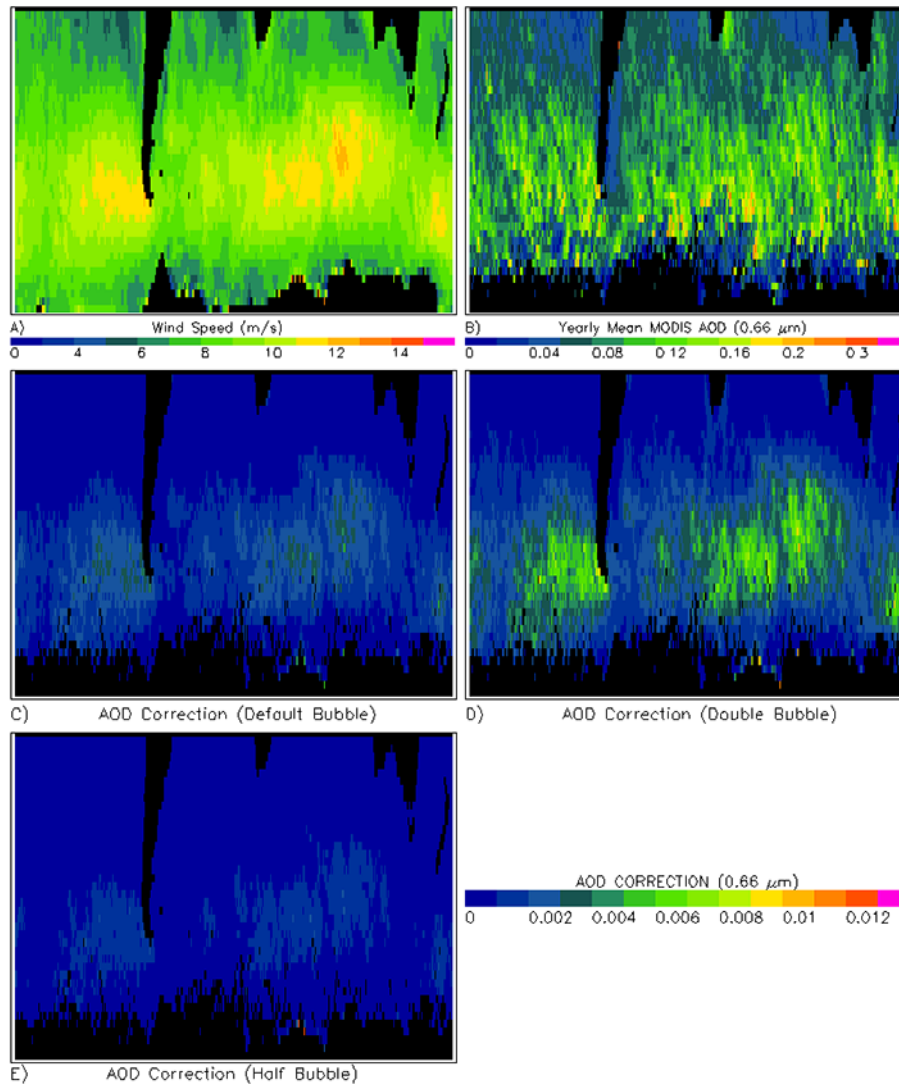 A) Wind Speed (m/s)
0 4 6 8 10 12 14
B) Yearly Mean MODIS AOD (0.66 μm)
0 0.04 0.08 0.12 0.16 0.2 0.3
C) AOD Correction (Default Bubble)
D) AOD Correction (Double Bubble)
E) AOD Correction (Half Bubble)
AOD CORRECTION (0.66 μm)
0 0.002 0.004 0.006 0.008 0.01 0.012